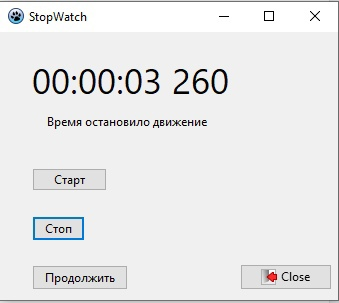 StopWatch
00:00:03 260
Время остановило движение
Старт
Стоп
Продолжить
Close